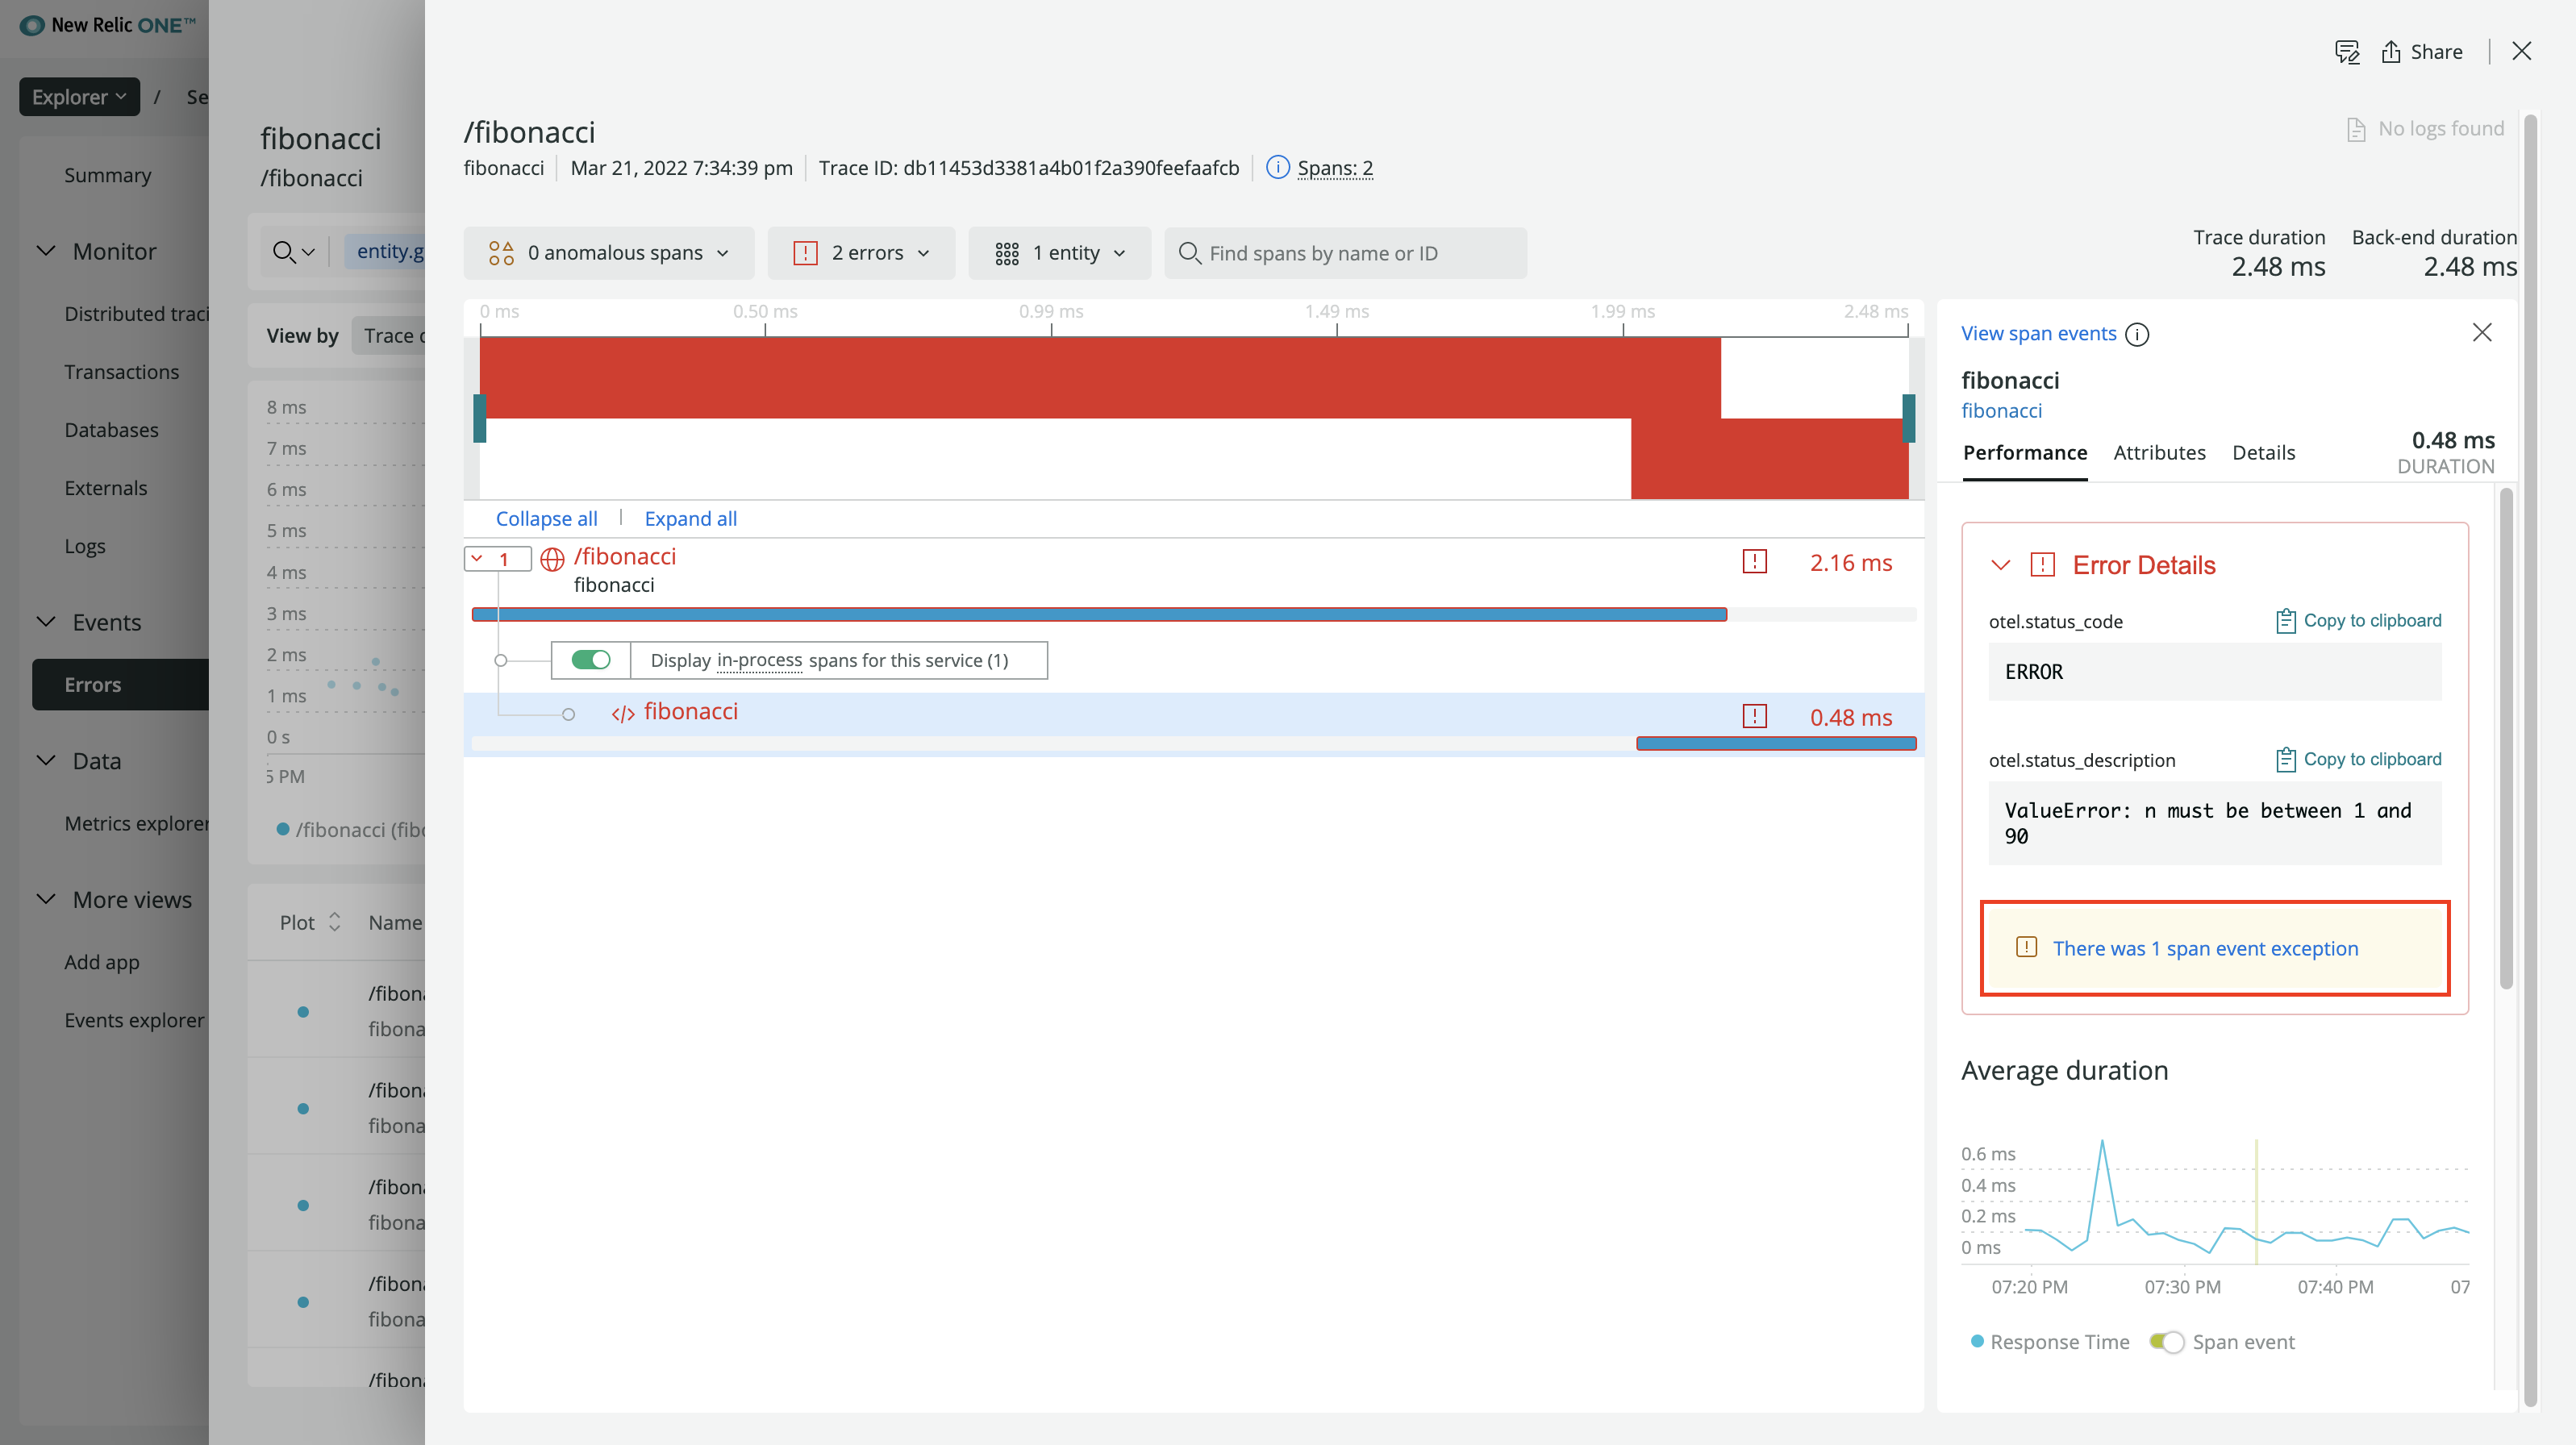 New Relic ONE™
Share
Explorer / Se
fibonacci
/fibonacci
/fibonacci
No logs found
fibonacci Mar 21, 2022 7:34:39 pm Trace ID: db11453d3381a4b01f2a390feefaafcb Spans: 2
Summary
Monitor
Distributed traci
Transactions
Databases
Externals
Logs
Events
Errors
Data
Metrics explorer
More views
Add app
Events explorer
entity.g
View by Trace d
8 ms
7 ms
6 ms
5 ms
4 ms
3 ms
2 ms
1 ms
0 s
5 PM
/fibonacci (fibo
Plot Name
/fibona
fibona
/fibona
fibona
/fibona
fibona
/fibona
fibona
/fibona
0 anomalous spans 2 errors 1 entity Find spans by name or ID
Trace duration Back-end duration
2.48 ms 2.48 ms
0 ms 0.50 ms 0.99 ms 1.49 ms 1.99 ms 2.48 ms
Collapse all Expand all
1 /fibonacci 2.16 ms
fibonacci
Display in-process spans for this service (1)
</> fibonacci 0.48 ms
View span events
fibonacci
fibonacci
Performance Attributes Details
0.48 ms
DURATION
Error Details
otel.status_code Copy to clipboard
ERROR
otel.status_description Copy to clipboard
ValueError: n must be between 1 and
90
There was 1 span event exception
Average duration
0.6 ms
0.4 ms
0.2 ms
0 ms
07:20 PM 07:30 PM 07:40 PM 07
Response Time Span event